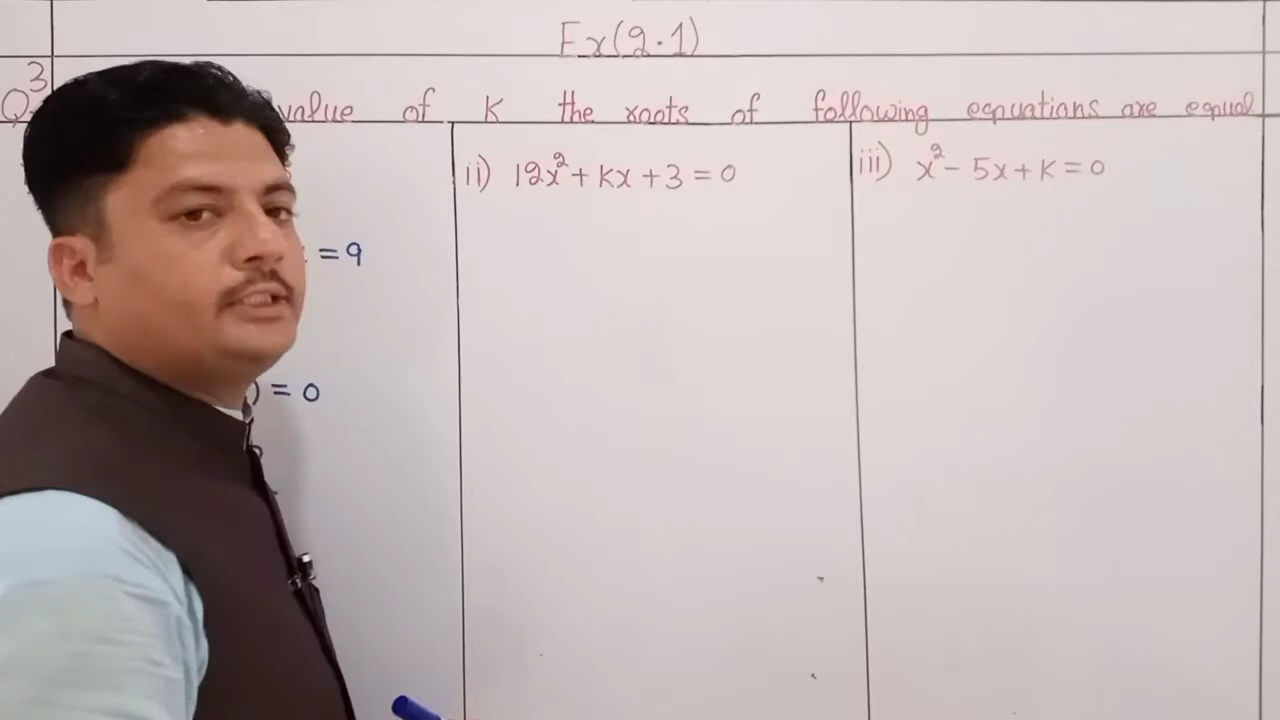 Ex(2.1)
Q3 value of K the roots of following equations are equal
ii) 12x²+Kx+3=0
iii) x²-5x+K=0
=9
)=0